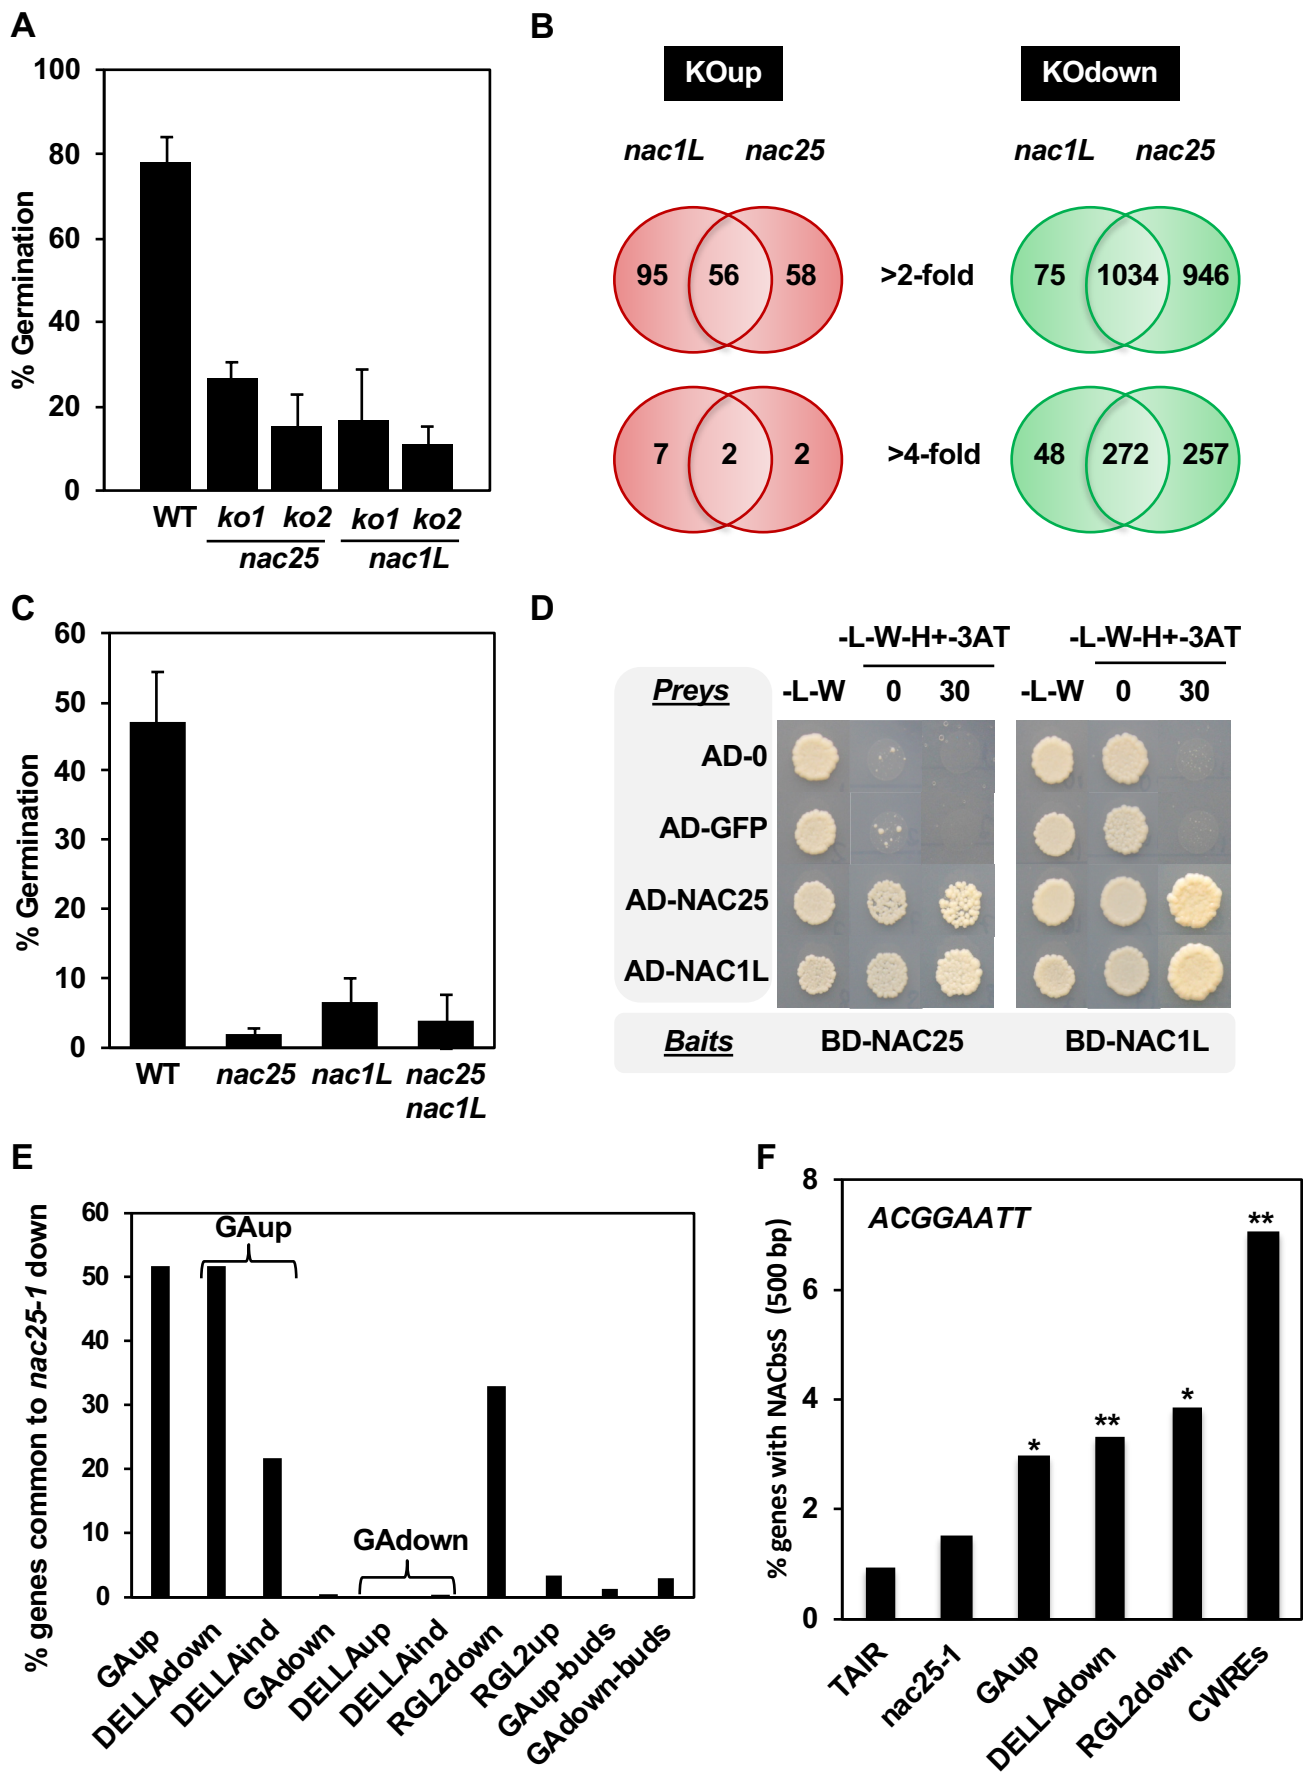 A
100
80
60
40
20
0
% Germination
WT ko1 ko2 ko1 ko2
nac25 nac1L
B
KOup KOdown
nac1L nac25 nac1L nac25
95 56 58 >2-fold 75 1034 946
7 2 2 >4-fold 48 272 257
C
60
50
40
30
20
10
0
% Germination
WT nac25 nac1L nac25
nac1L
D
-L-W-H+-3AT -L-W-H+-3AT
Preys -L-W 0 30 -L-W 0 30
AD-0
AD-GFP
AD-NAC25
AD-NAC1L
Baits BD-NAC25 BD-NAC1L
E
60
50
40
30
20
10
0
% genes common to nac25-1 down
GAup
GAdown
GAup
DELLAdown
DELLAind
GAdown
DELLAup
DELLAind
RGL2down
RGL2up
GAup-buds
GAdown-buds
F
8
6
4
2
0
% genes with NACbsS (500 bp)
ACGGAATT
* ** * **
TAIR
nac25-1
GAup
DELLAdown
RGL2down
CWREs